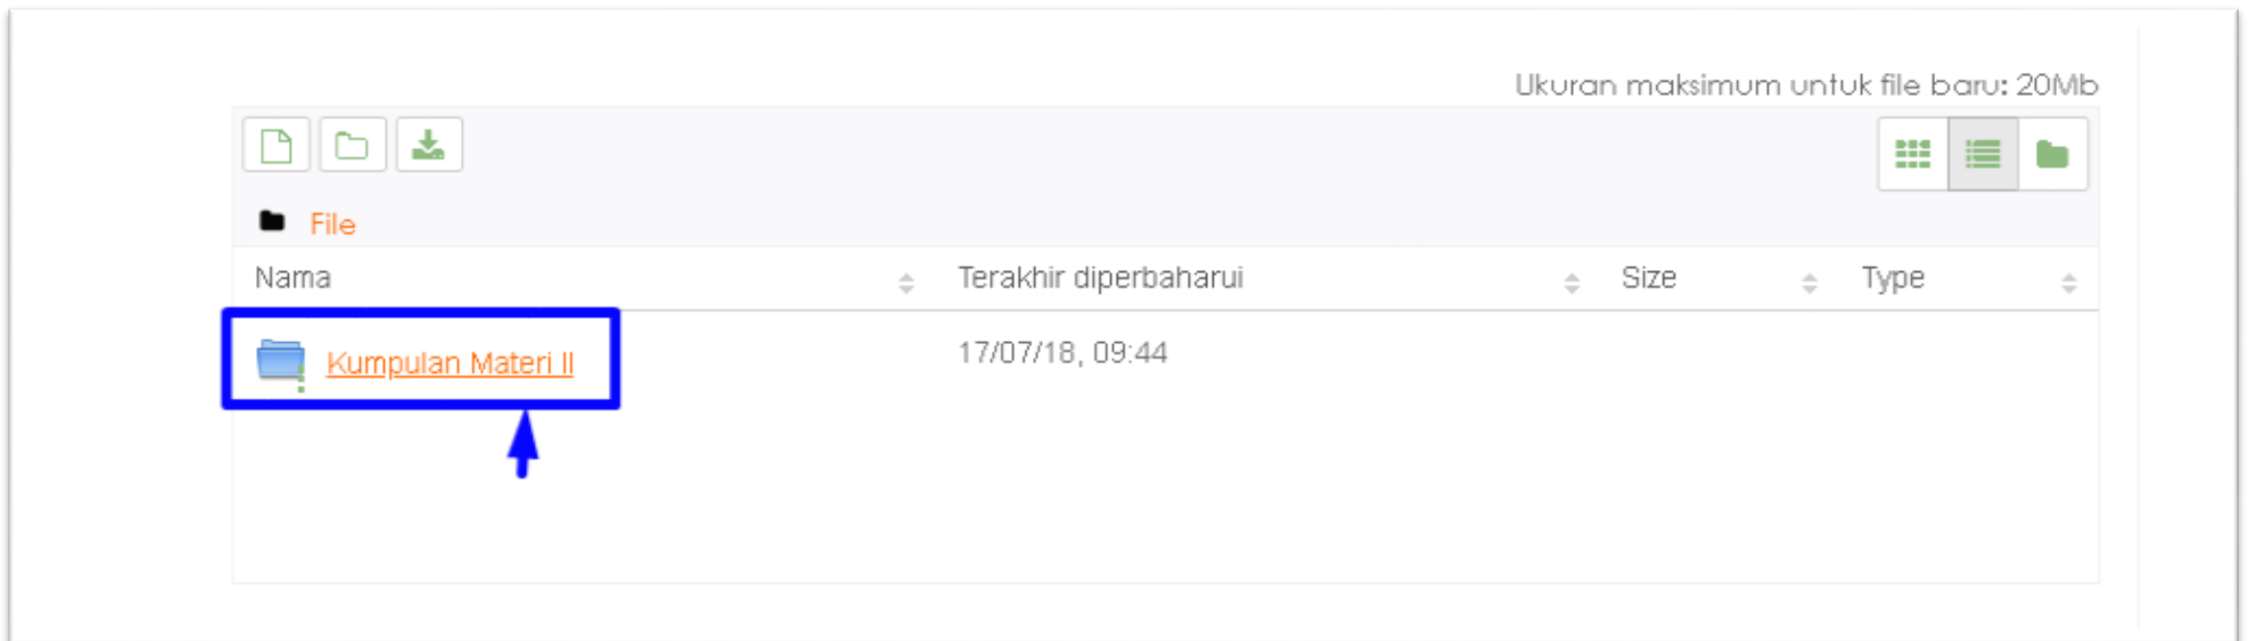 Ukuran maksimum untuk file baru: 20Mb
File
Nama Terakhir diperbaharui Size Type
Kumpulan Materi II 17/07/18, 09:44